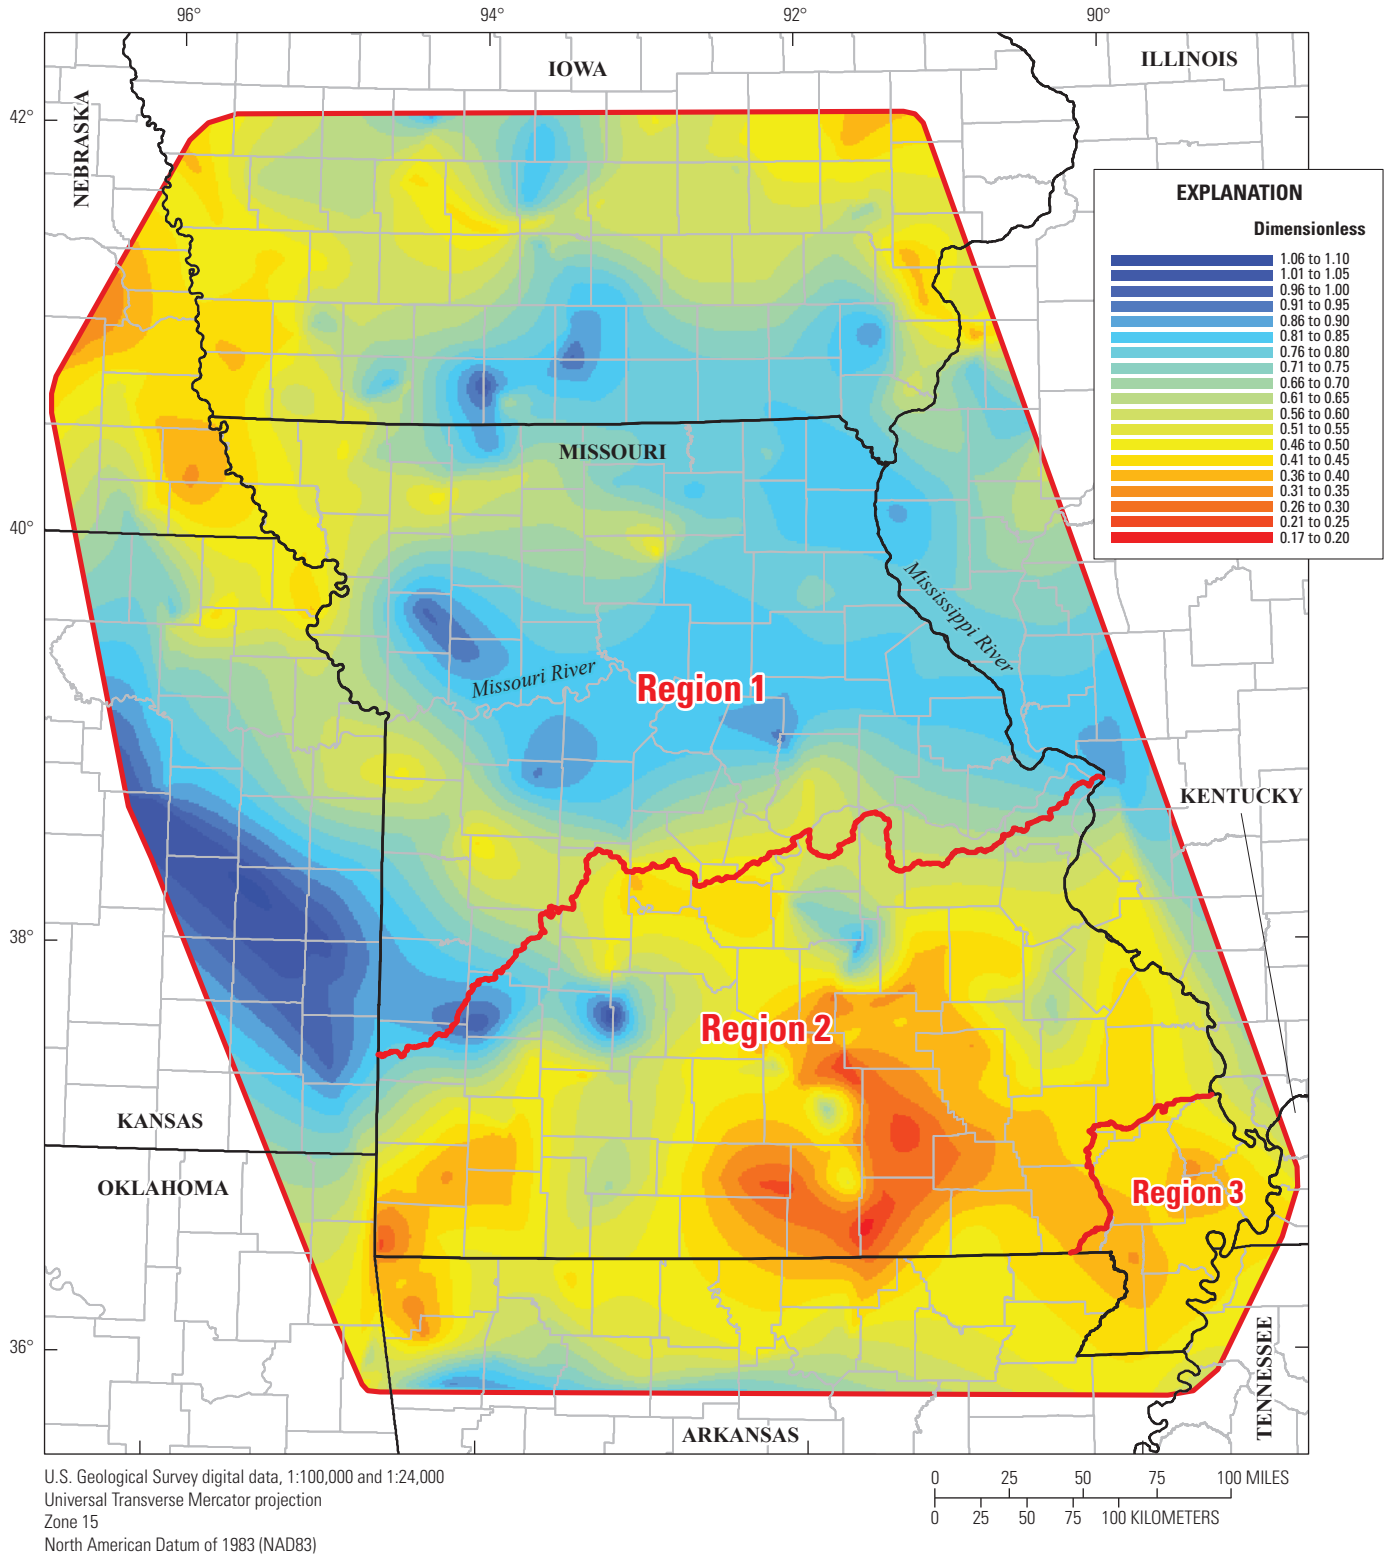 96°
94°
92°
90°
IOWA
ILLINOIS
42°
NEBRASKA
EXPLANATION
Dimensionless
1.06 to 1.10
1.01 to 1.05
0.96 to 1.00
0.91 to 0.95
0.86 to 0.90
0.81 to 0.85
0.76 to 0.80
0.71 to 0.75
0.66 to 0.70
0.61 to 0.65
0.56 to 0.60
0.51 to 0.55
0.46 to 0.50
0.41 to 0.45
0.36 to 0.40
0.31 to 0.35
0.26 to 0.30
0.21 to 0.25
0.17 to 0.20
MISSOURI
40°
Mississippi River
Missouri River
Region 1
KENTUCKY
38°
Region 2
KANSAS
OKLAHOMA
Region 3
36°
TENNESSEE
ARKANSAS
U.S. Geological Survey digital data, 1:100,000 and 1:24,000
Universal Transverse Mercator projection
Zone 15
North American Datum of 1983 (NAD83)
0 25 50 75 100 MILES
0 25 50 75 100 KILOMETERS